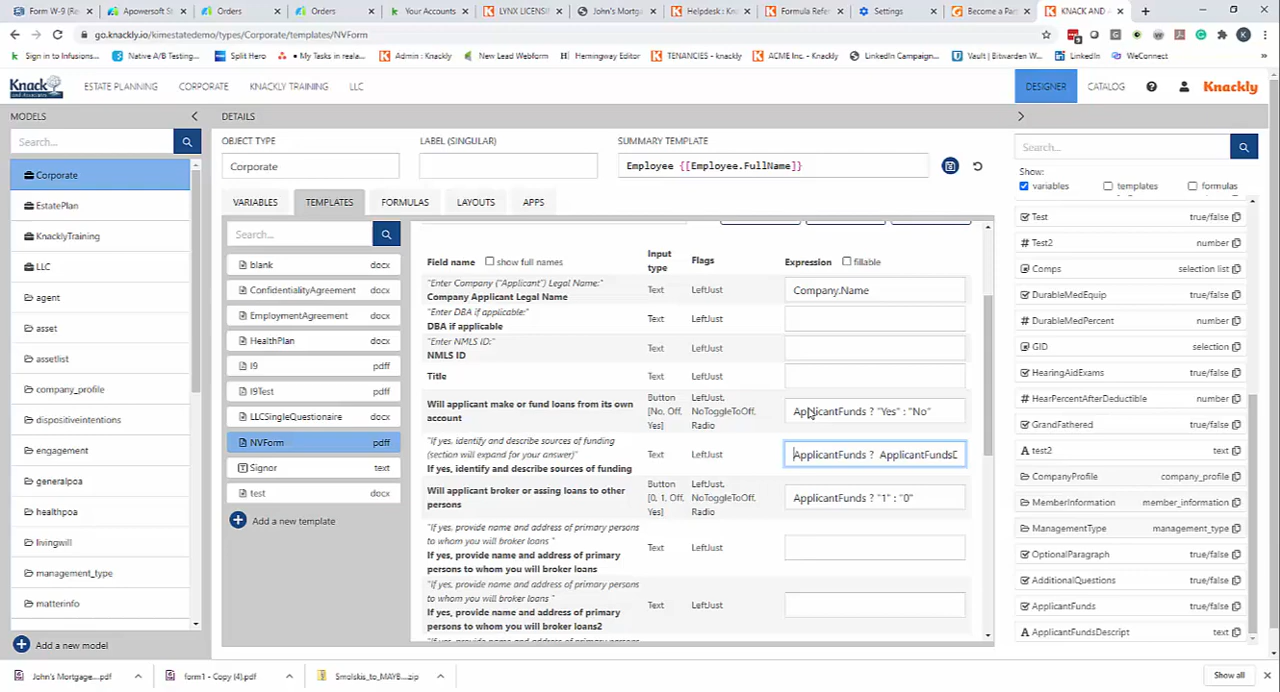 Form W-9 (Re
Apowersoft St
Orders
Orders
Your Accounts
LYNX LICENSI
John's Mortg
Helpdesk : Kn
Formula Refe
Settings
Become a Par
KNACK AND A
go.knackly.io/kimestatedemo/types/Corporate/templates/NVForm
Sign in to Infusions...
Native A/B Testing...
Split Hero
My Tasks in reala...
Admin : Knackly
New Lead Webform
Hemingway Editor
TENANCIES - knackly
ACME Inc. - Knackly
LinkedIn Campaign...
Vault | Bitwarden W...
LinkedIn
WeConnect
Knack
ESTATE PLANNING
CORPORATE
KNACKLY TRAINING
LLC
DESIGNER
CATALOG
Knackly
MODELS
DETAILS
Search...
OBJECT TYPE
LABEL (SINGULAR)
SUMMARY TEMPLATE
Corporate
Employee {[Employee.FullName]}
Search...
Show:
variables
templates
formulas
Corporate
EstatePlan
KnacklyTraining
LLC
agent
asset
assetlist
company_profile
dispositiveintentions
engagement
generalpoa
healthpoa
livingwill
management_type
matterinfo
Add a new model
VARIABLES
TEMPLATES
FORMULAS
LAYOUTS
APPS
Search...
blank docx
ConfidentialityAgreement docx
EmploymentAgreement docx
HealthPlan docx
I9 pdff
I9Test pdff
LLCSingleQuestionaire docx
NVForm pdff
Signor text
test docx
Add a new template
Field name
show full names
Input type
Flags
Expression
fillable
"Enter Company ("Applicant") Legal Name:"
Company Applicant Legal Name
Text
LeftJust
Company.Name
"Enter DBA if applicable:"
DBA if applicable
Text
LeftJust
"Enter NMLS ID:"
NMLS ID
Text
LeftJust
Title
Text
LeftJust
Will applicant make or fund loans from its own
account
Button
[No, Off,
Yes]
LeftJust,
NoToggleToOff,
Radio
ApplicantFunds ? "Yes" : "No"
"If yes, identify and describe sources of funding
(section will expand for your answer)"
If yes, identify and describe sources of funding
Text
LeftJust
ApplicantFunds ? ApplicantFundsD
Will applicant broker or assing loans to other
persons
Button
[0, 1, Off,
Yes]
LeftJust,
NoToggleToOff,
Radio
ApplicantFunds ? "1" : "0"
"If yes, provide name and address of primary persons
to whom you will broker loans "
If yes, provide name and address of primary
persons to whom you will broker loans
Text
LeftJust
"If yes, provide name and address of primary persons
to whom you will broker loans "
If yes, provide name and address of primary
persons to whom you will broker loans2
Text
LeftJust
Test true/false
Test2 number
Comps selection list
DurableMedEquip true/false
DurableMedPercent number
GID selection
HearingAidExams true/false
HearPercentAfterDeductible number
GrandFathered true/false
test2 text
CompanyProfile company_profile
MemberInformation member_information
ManagementType management_type
OptionalParagraph true/false
AdditionalQuestions true/false
ApplicantFunds true/false
ApplicantFundsDescript text
John's Mortgage....pdf
form1 - Copy (4).pdf
Smolskis_to_MAYB....zip
Show all